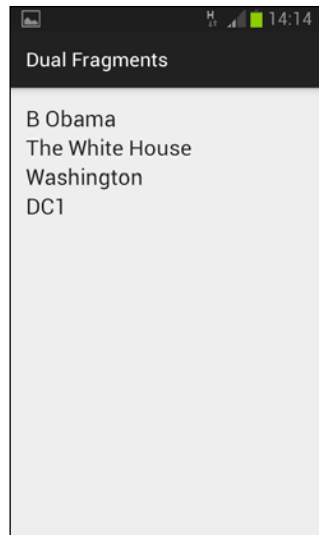 H 14:14
Dual Fragments
B Obama
The White House
Washington
DC1